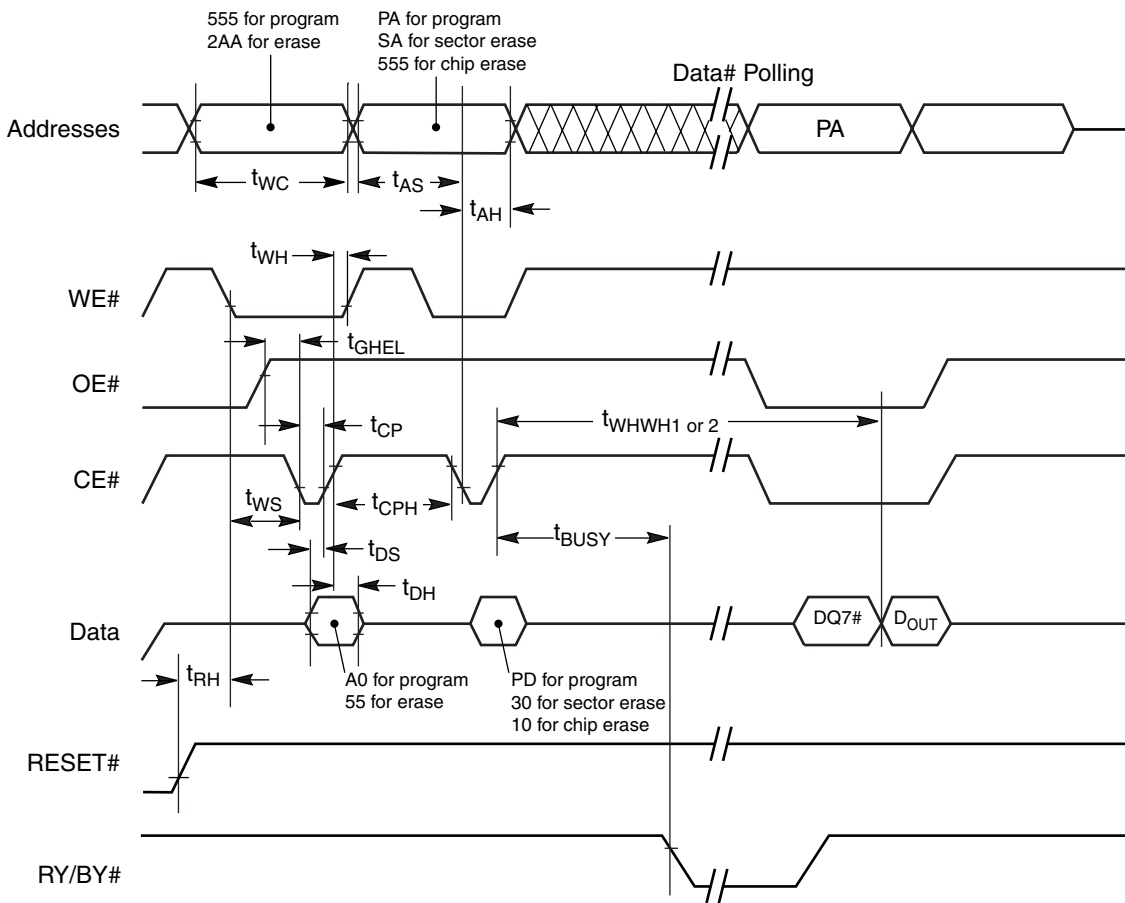 555 for program
2AA for erase
PA for program
SA for sector erase
555 for chip erase
Data# Polling
Addresses
PA
tWC
tAS
tAH
tWH
WE#
tGHEL
OE#
tWHWH1 or 2
tCP
CE#
tWS
tCPH
tBUSY
tDS
tDH
Data
DQ7#
DOUT
tRH
A0 for program
55 for erase
PD for program
30 for sector erase
10 for chip erase
RESET#
RY/BY#